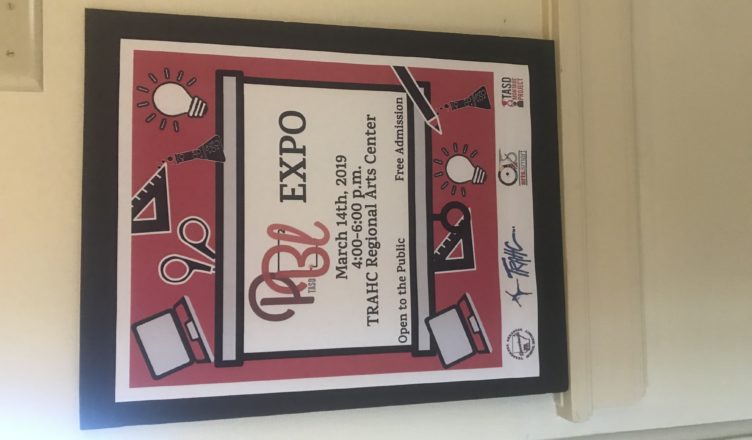 PBL EXPO
TASD
March 14th, 2019
4:00-6:00 p.m.
TRAHC Regional Arts Center
Open to the Public Free Admission
TRAHC
TASD
PROJECT